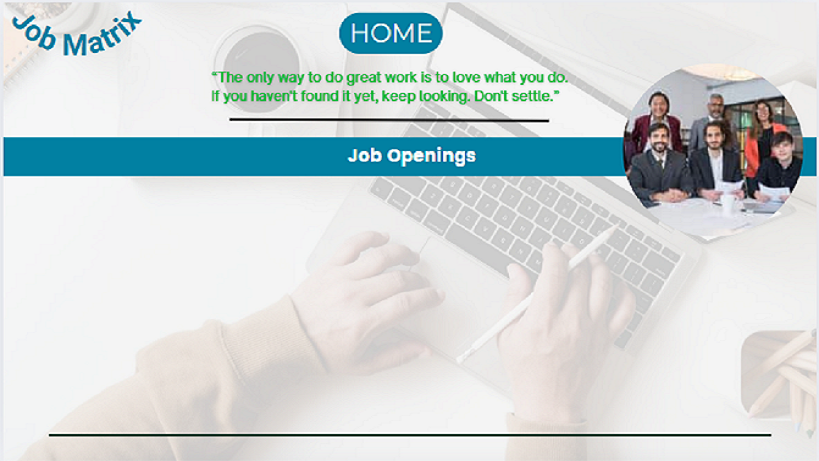 Job Matrix
HOME
“The only way to do great work is to love what you do.
If you haven't found it yet, keep looking. Don't settle.”
Job Openings